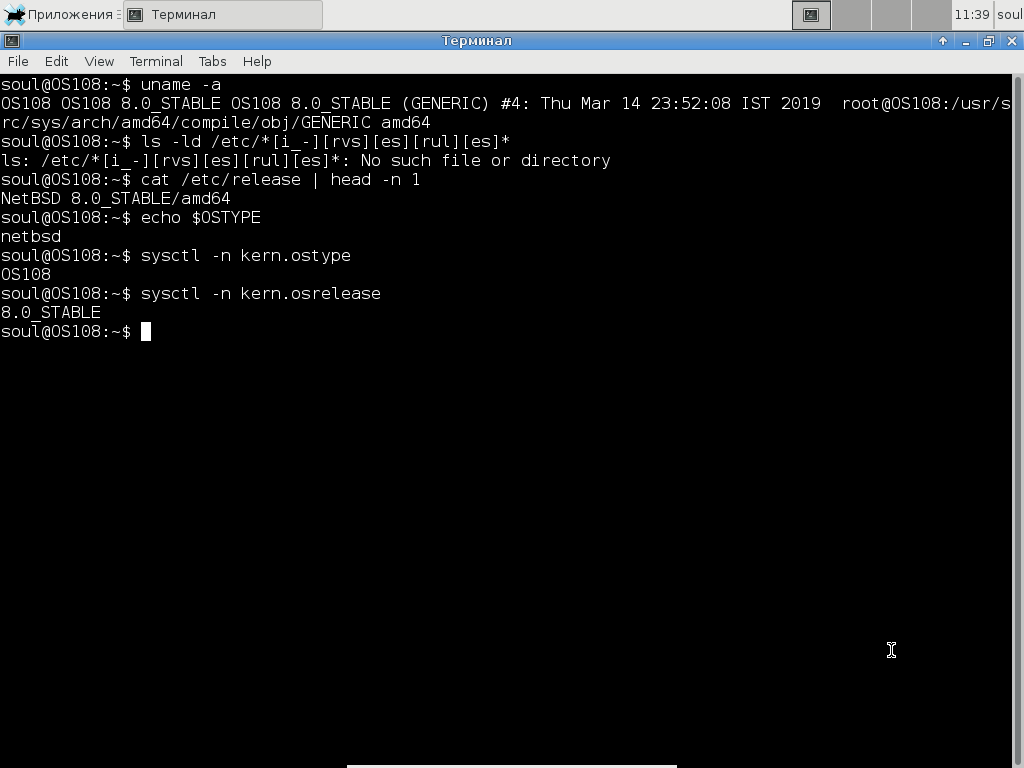 Приложения
Терминал
11:39
soul
Терминал
File Edit View Terminal Tabs Help
soul@OS108:~$ uname -a
OS108 OS108 8.0_STABLE OS108 8.0_STABLE (GENERIC) #4: Thu Mar 14 23:52:08 IST 2019  root@OS108:/usr/s
rc/sys/arch/amd64/compile/obj/GENERIC amd64
soul@OS108:~$ ls -ld /etc/*[i_-][rvs][es][rul][es]*
ls: /etc/*[i_-][rvs][es][rul][es]*: No such file or directory
soul@OS108:~$ cat /etc/release | head -n 1
NetBSD 8.0_STABLE/amd64
soul@OS108:~$ echo $OSTYPE
netbsd
soul@OS108:~$ sysctl -n kern.ostype
OS108
soul@OS108:~$ sysctl -n kern.osrelease
8.0_STABLE
soul@OS108:~$